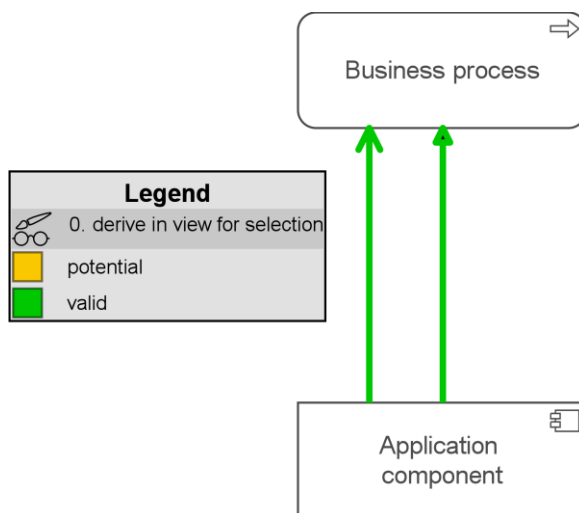 Business process
Legend
0. derive in view for selection
potential
valid
Application
component